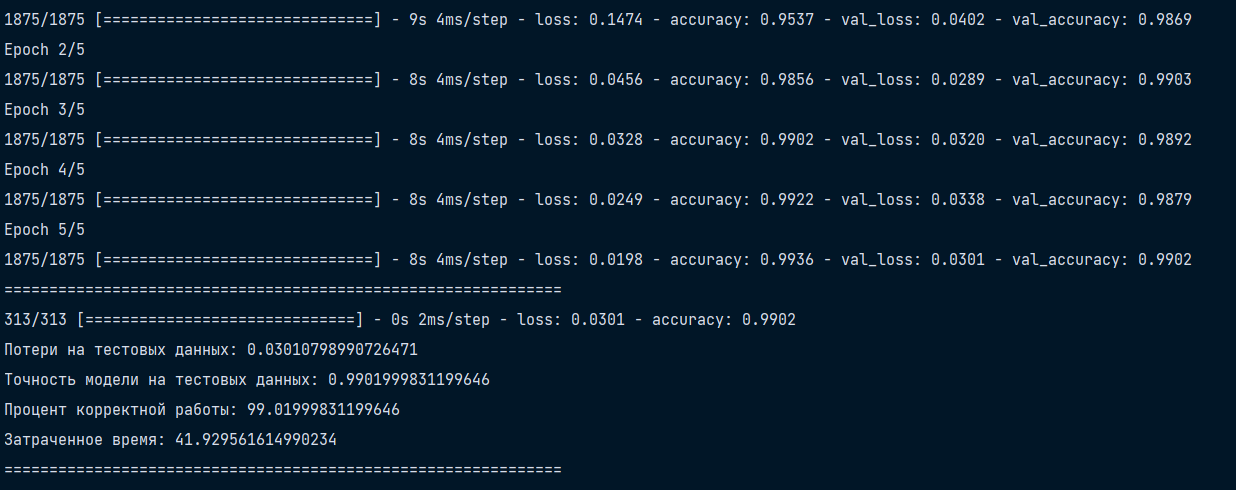 1875/1875 [==============================] - 9s 4ms/step - loss: 0.1474 - accuracy: 0.9537 - val_loss: 0.0402 - val_accuracy: 0.9869
Epoch 2/5
1875/1875 [==============================] - 8s 4ms/step - loss: 0.0456 - accuracy: 0.9856 - val_loss: 0.0289 - val_accuracy: 0.9903
Epoch 3/5
1875/1875 [==============================] - 8s 4ms/step - loss: 0.0328 - accuracy: 0.9902 - val_loss: 0.0320 - val_accuracy: 0.9892
Epoch 4/5
1875/1875 [==============================] - 8s 4ms/step - loss: 0.0249 - accuracy: 0.9922 - val_loss: 0.0338 - val_accuracy: 0.9879
Epoch 5/5
1875/1875 [==============================] - 8s 4ms/step - loss: 0.0198 - accuracy: 0.9936 - val_loss: 0.0301 - val_accuracy: 0.9902
==============================================================
313/313 [==============================] - 0s 2ms/step - loss: 0.0301 - accuracy: 0.9902
Потери на тестовых данных: 0.03010798990726471
Точность модели на тестовых данных: 0.9901999831199646
Процент корректной работы: 99.01999831199646
Затраченное время: 41.929561614990234
==============================================================